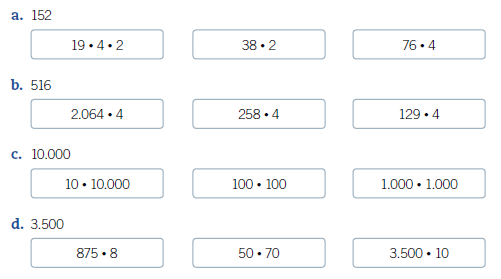 a. 152
19 • 4 • 2 38 • 2 76 • 4
b. 516
2.064 • 4 258 • 4 129 • 4
c. 10.000
10 • 10.000 100 • 100 1.000 • 1.000
d. 3.500
875 • 8 50 • 70 3.500 • 10